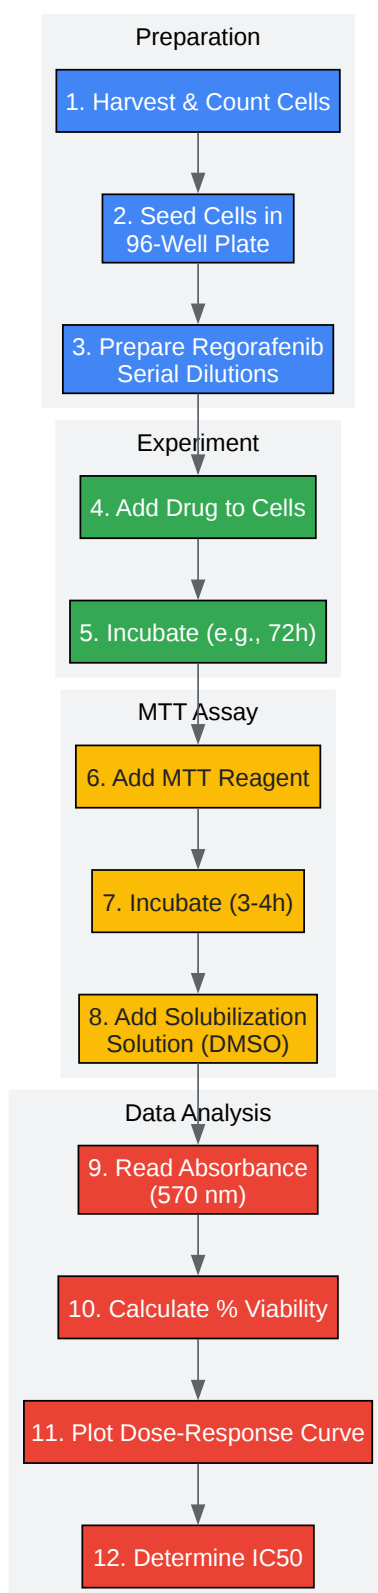 Preparation
1. Harvest & Count Cells
2. Seed Cells in
96-Well Plate
3. Prepare Regorafenib
Serial Dilutions
Experiment
4. Add Drug to Cells
5. Incubate (e.g., 72h)
MTT Assay
6. Add MTT Reagent
7. Incubate (3-4h)
8. Add Solubilization
Solution (DMSO)
Data Analysis
9. Read Absorbance
(570 nm)
10. Calculate % Viability
11. Plot Dose-Response Curve
12. Determine IC50